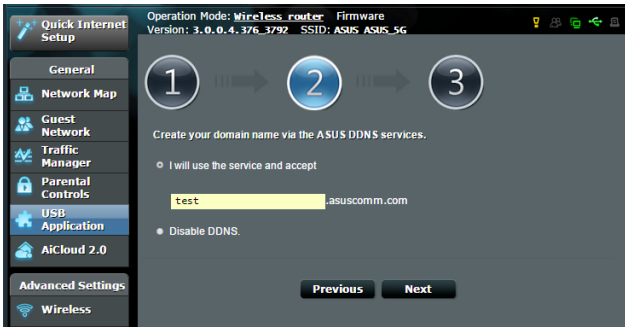 Quick Internet
Setup
General
Network Map
Guest
Network
Traffic
Manager
Parental
Controls
USB
Application
AiCloud 2.0
Advanced Settings
Wireless
Operation Mode: Wireless router Firmware
Version: 3.0.0.4.376_3792 SSID: ASUS ASUS_5G
1
2
3
Create your domain name via the ASUS DDNS services.
I will use the service and accept
test .asuscomm.com
Disable DDNS.
Previous Next